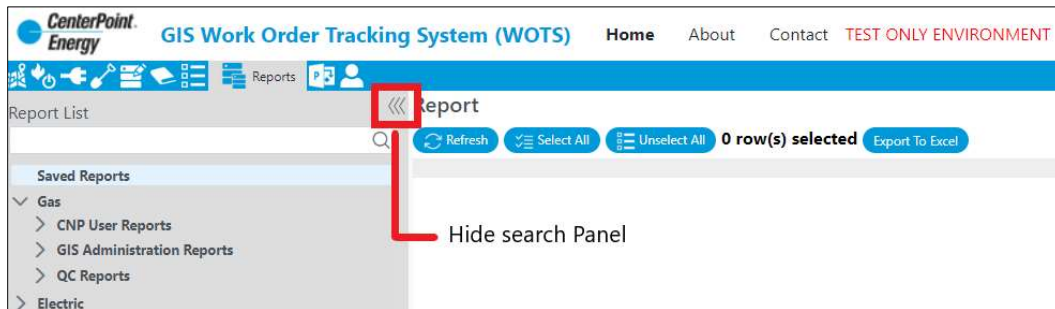 CenterPoint.
Energy
GIS Work Order Tracking System (WOTS) Home About Contact TEST ONLY ENVIRONMENT
Reports
Report List
Report
Refresh Select All Unselect All 0 row(s) selected Export To Excel
Saved Reports
Gas
CNP User Reports
Hide search Panel
GIS Administration Reports
QC Reports
Electric